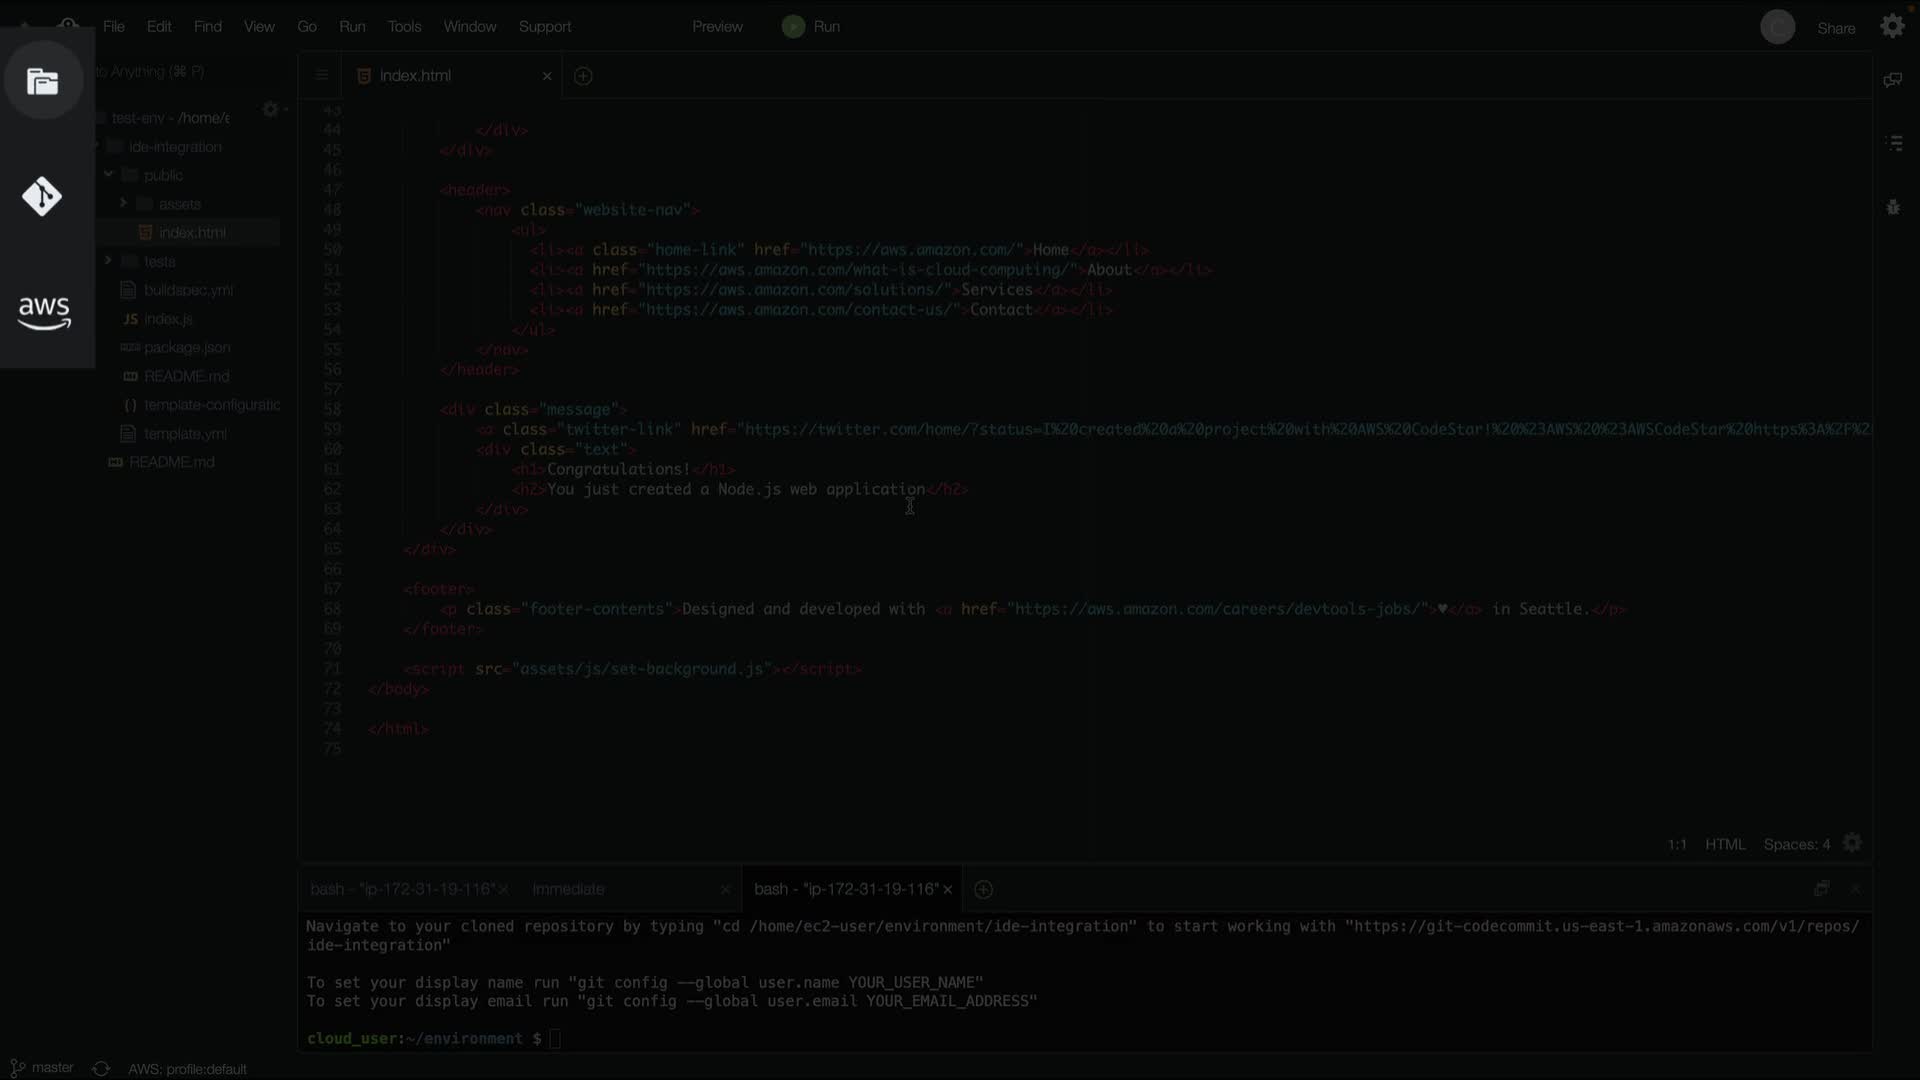 File Edit Find View Go Run Tools Window Support Preview Run Share
to Anything (⌘ P)
index.html
test-env - /home/e
ide-integration
public
assets
index.html
tests
buildspec.yml
JS index.js
package.json
README.md
template-configuratio
template.yml
README.md
aws
43
44 </div>
45 </div>
46
47 <header>
48 <nav class="website-nav">
49 <ul>
50 <li><a class="home-link" href="https://aws.amazon.com/">Home</a></li>
51 <li><a href="https://aws.amazon.com/what-is-cloud-computing/">About</a></li>
52 <li><a href="https://aws.amazon.com/solutions/">Services</a></li>
53 <li><a href="https://aws.amazon.com/contact-us/">Contact</a></li>
54 </ul>
55 </nav>
56 </header>
57
58 <div class="message">
59 <a class="twitter-link" href="https://twitter.com/home/?status=I%20created%20a%20project%20with%20AWS%20CodeStar!%20%23AWS%20%23AWSCodeStar%20https%3A%2F%2
60 <div class="text">
61 <h1>Congratulations!</h1>
62 <h2>You just created a Node.js web application</h2>
63 </div>
64 </div>
65 </div>
66
67 <footer>
68 <p class="footer-contents">Designed and developed with <a href="https://aws.amazon.com/careers/devtools-jobs/">♥</a> in Seattle.</p>
69 </footer>
70
71 <script src="assets/js/set-background.js"></script>
72 </body>
73
74 </html>
75
1:1 HTML Spaces: 4
bash - "ip-172-31-19-116" Immediate bash - "ip-172-31-19-116"
Navigate to your cloned repository by typing "cd /home/ec2-user/environment/ide-integration" to start working with "https://git-codecommit.us-east-1.amazonaws.com/v1/repos/
ide-integration"
To set your display name run "git config --global user.name YOUR_USER_NAME"
To set your display email run "git config --global user.email YOUR_EMAIL_ADDRESS"
cloud_user:~/environment $
master AWS: profile:default